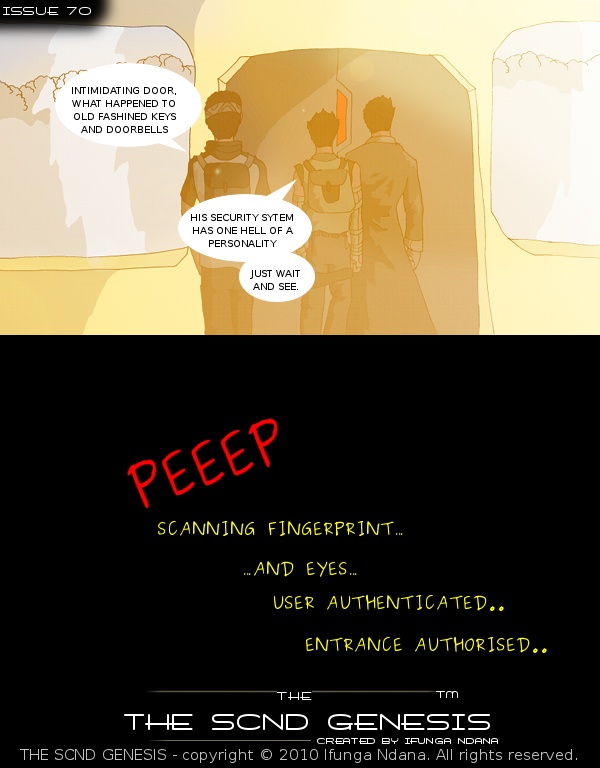 ISSUE 70
INTIMIDATING DOOR,
WHAT HAPPENED TO
OLD FASHINED KEYS
AND DOORBELLS
HIS SECURITY SYTEM
HAS ONE HELL OF A
PERSONALITY
JUST WAIT
AND SEE.
PEEEP
SCANNING FINGERPRINT...
...AND EYES...
USER AUTHENTICATED..
ENTRANCE AUTHORISED..
THE TM
THE SCND GENESIS
CREATED BY IFUNGA NDANA
THE SCND GENESIS - copyright © 2010 Ifunga Ndana. All rights reserved.